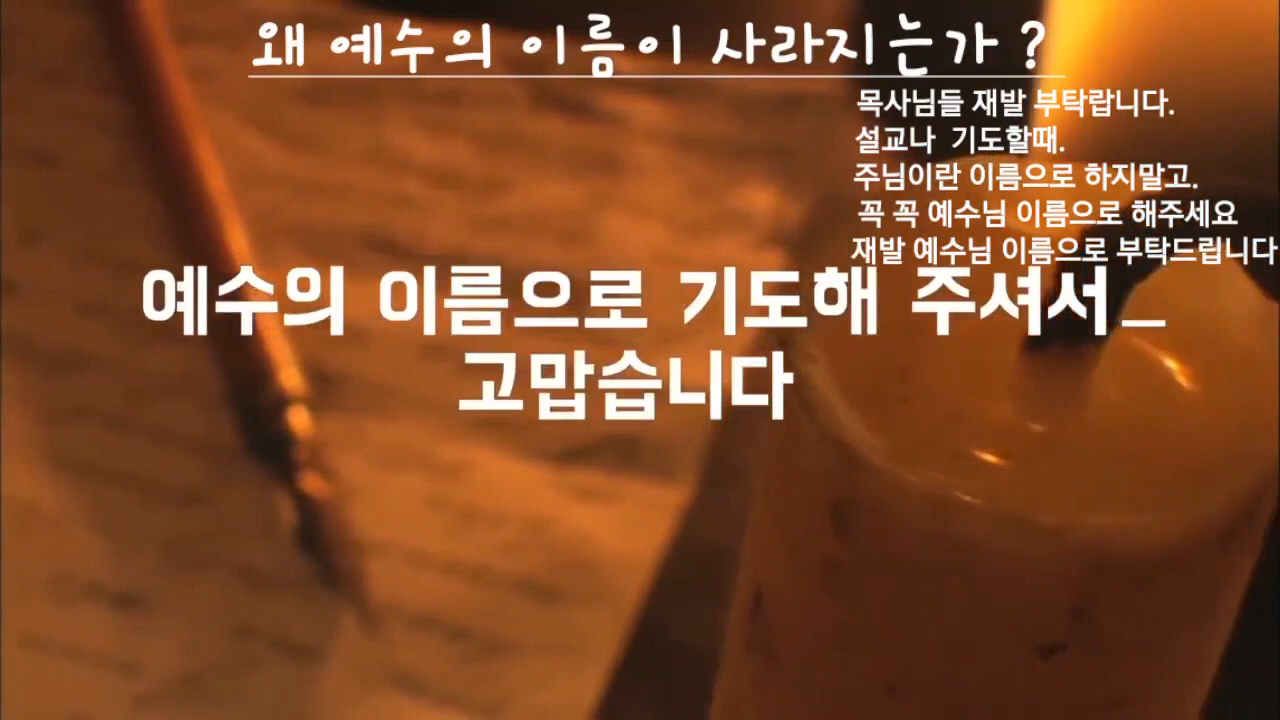 왜 예수의 이름이 사라지는가 ?
목사님들 재발 부탁랍니다.
설교나 기도할때.
주님이란 이름으로 하지말고.
꼭 꼭 예수님 이름으로 해주세요
재발 예수님 이름으로 부탁드립니다
예수의 이름으로 기도해 주셔서_
고맙습니다